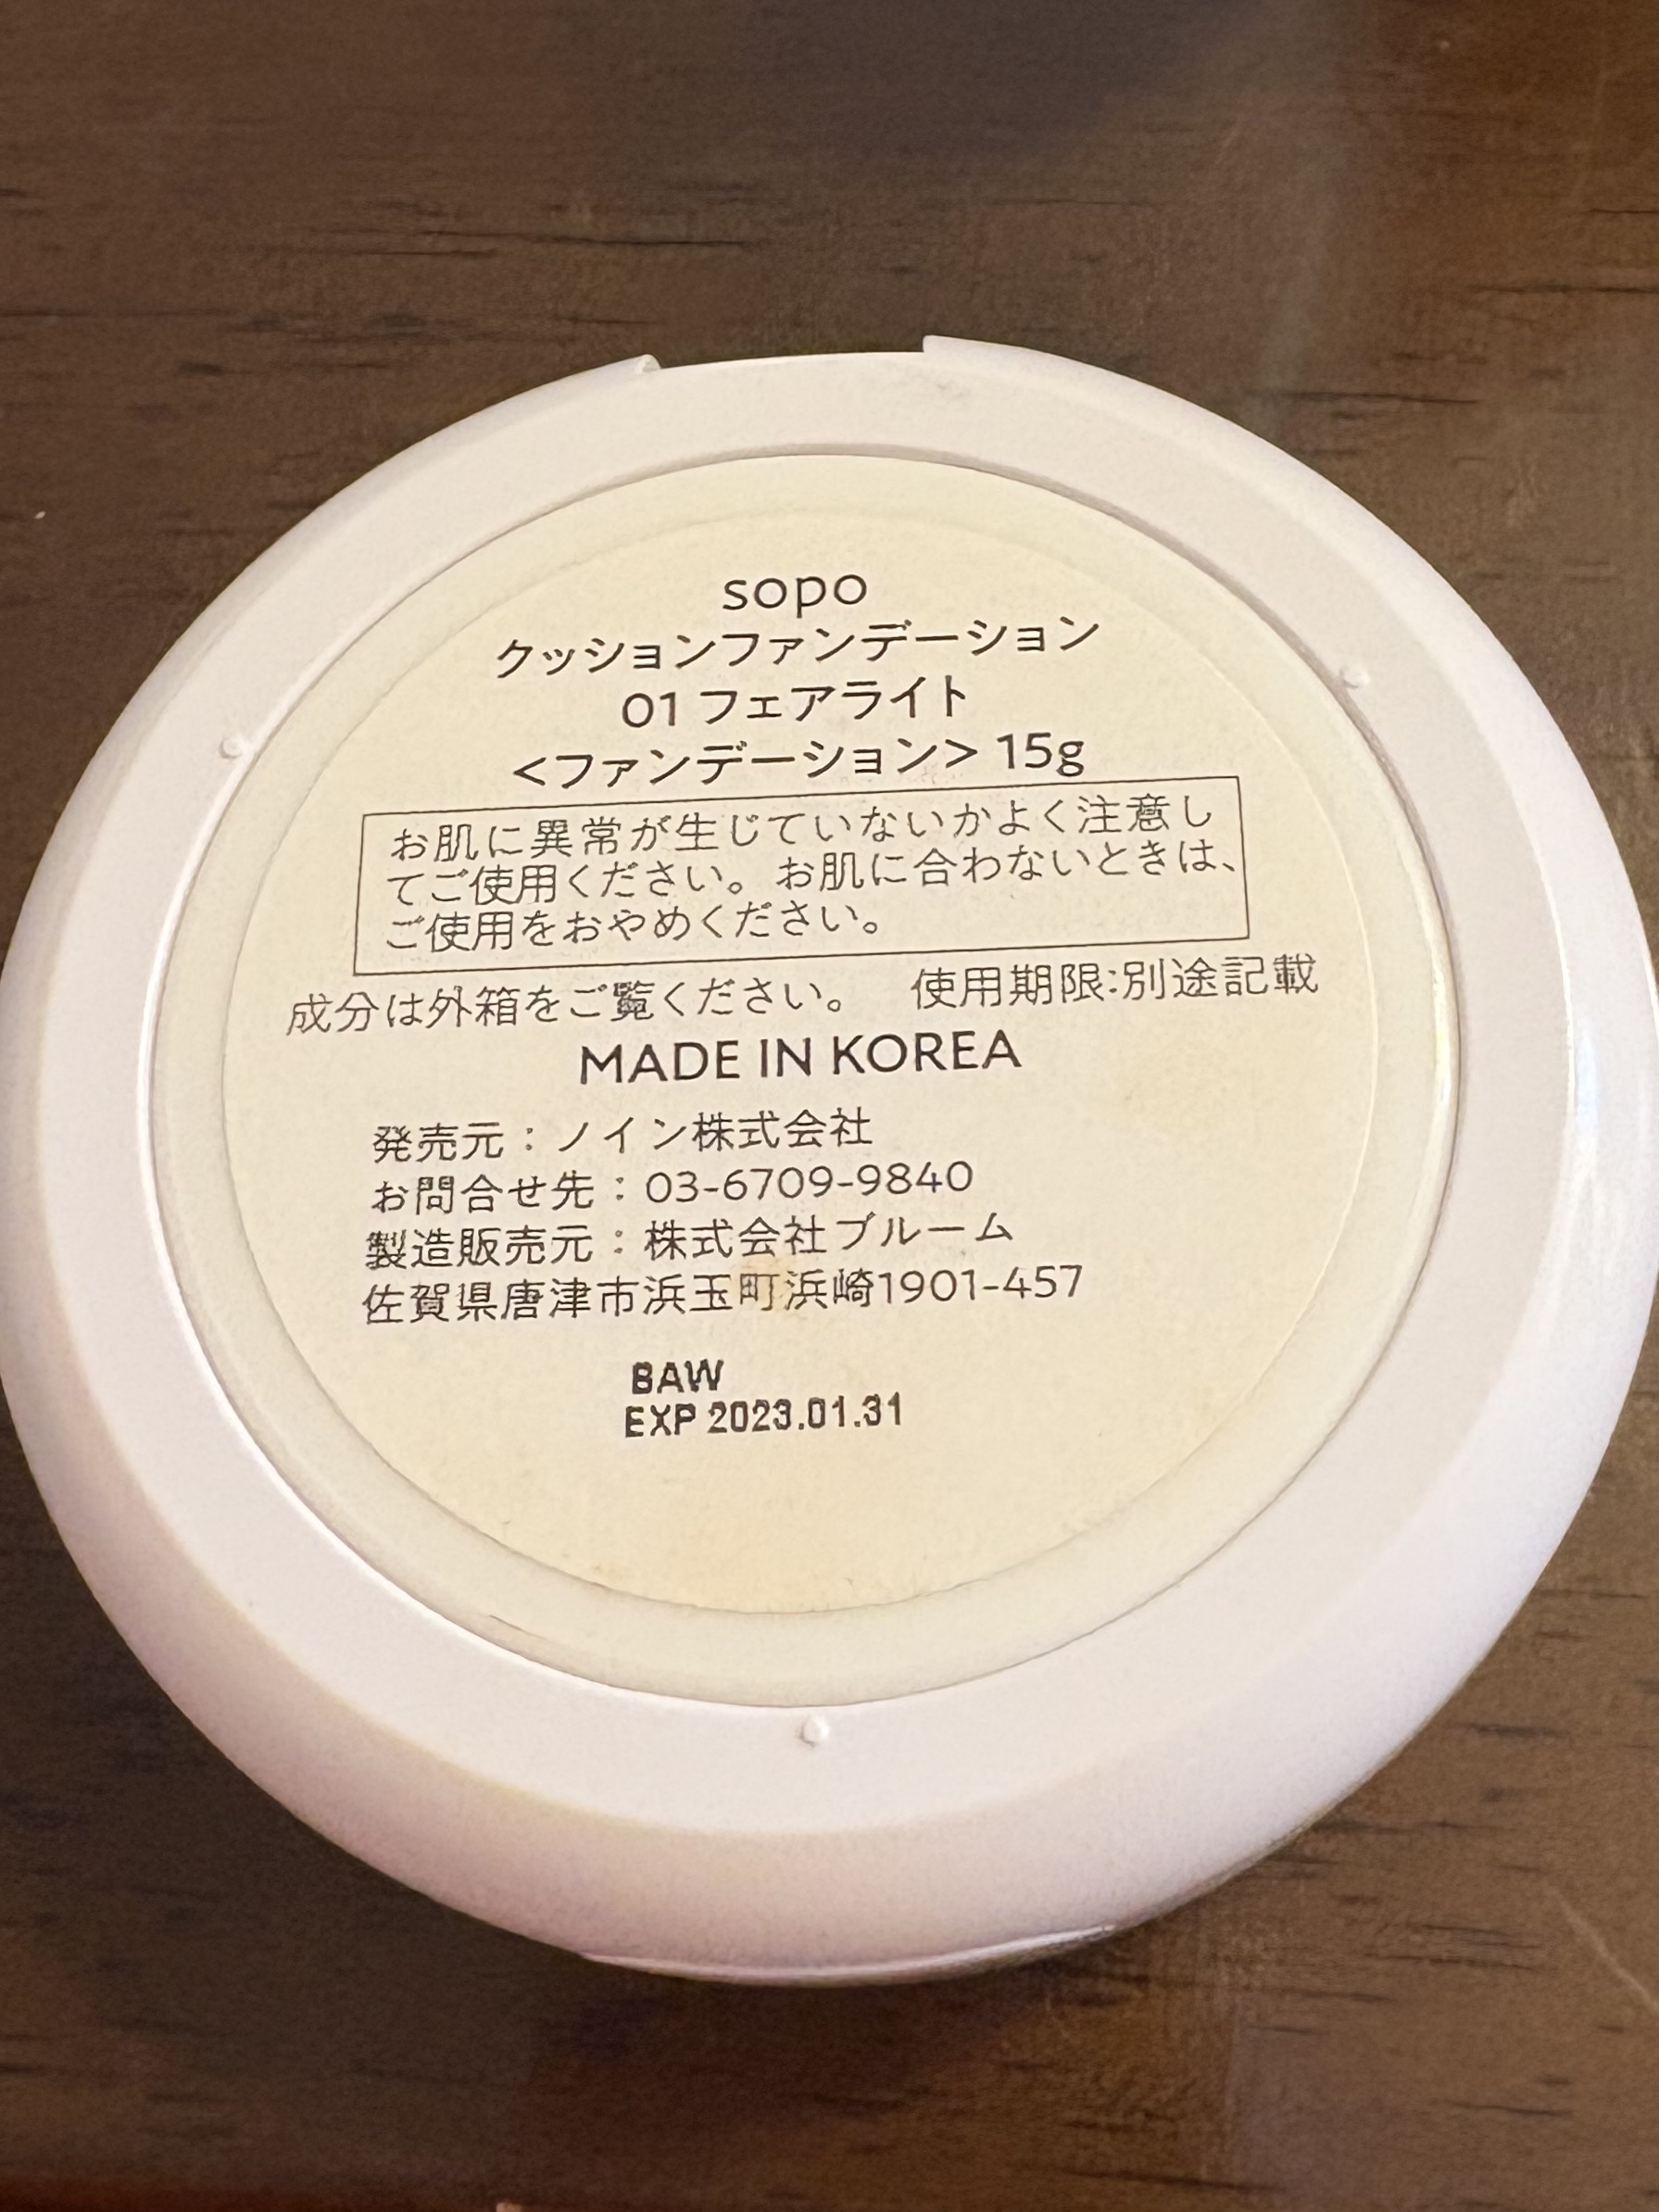 sopo
クッションファンデーション
01 フェアライト
<ファンデーション> 15g
お肌に異常が生じていないかよく注意し
てご使用ください。お肌に合わないときは、
ご使用をおやめください。
成分は外箱をご覧ください。　使用期限:別途記載
MADE IN KOREA
発売元：ノイン株式会社
お問合せ先：03-6709-9840
製造販売元：株式会社ブルーム
佐賀県唐津市浜玉町浜崎1901-457
BAW
EXP 2023.01.31